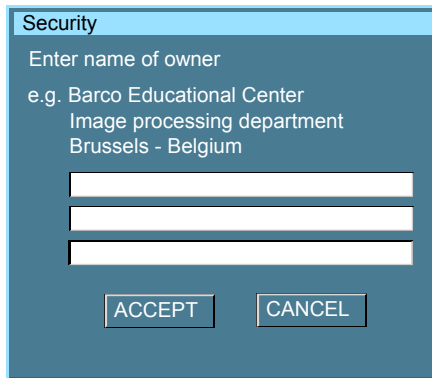 Security
Enter name of owner
e.g. Barco Educational Center
Image processing department
Brussels - Belgium
ACCEPT CANCEL